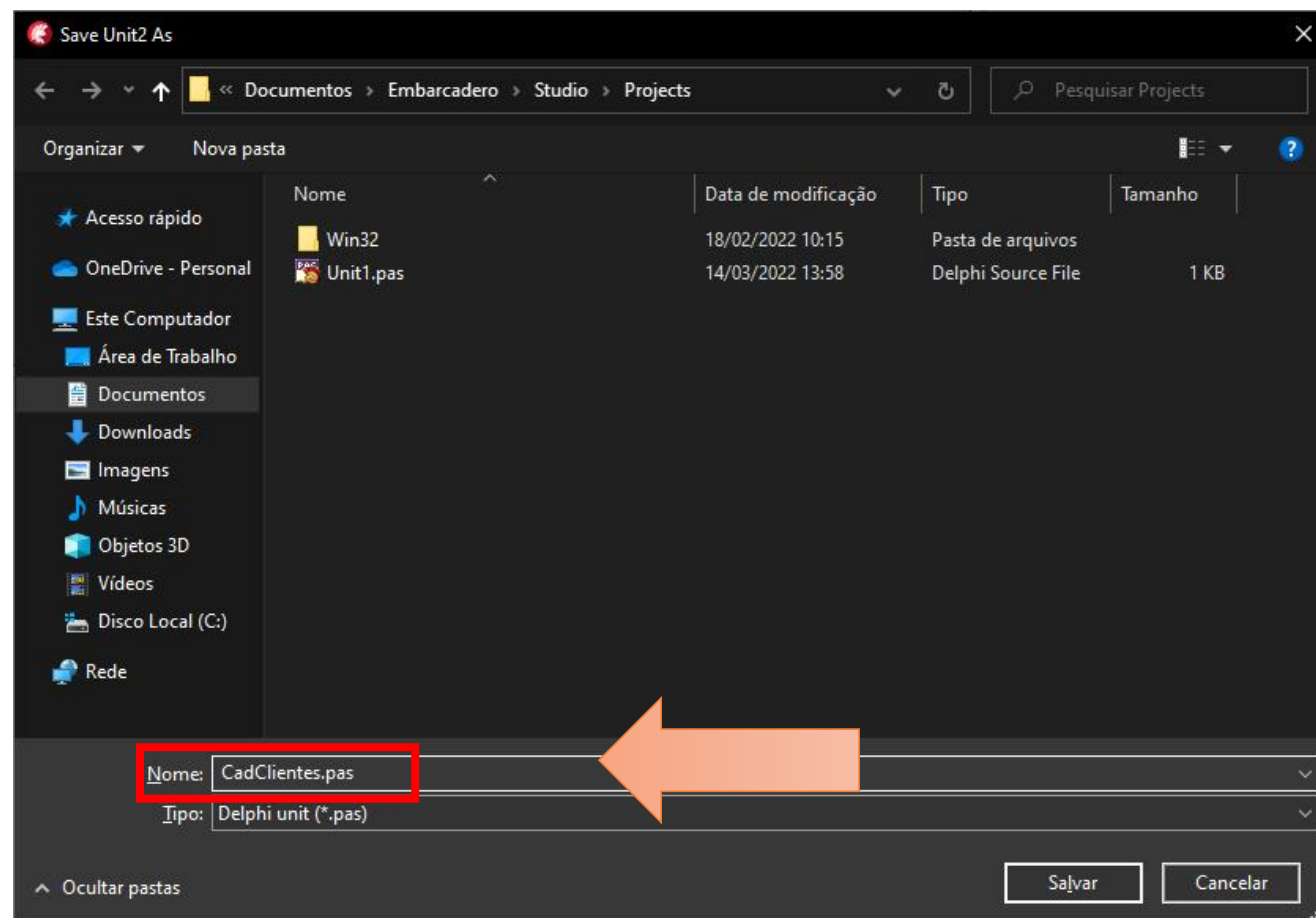 Save Unit2 As
« Documentos › Embarcadero › Studio › Projects
Pesquisar Projects
Organizar
Nova pasta
Nome
Data de modificação
Tipo
Tamanho
Acesso rápido
OneDrive - Personal
Este Computador
Área de Trabalho
Documentos
Downloads
Imagens
Músicas
Objetos 3D
Vídeos
Disco Local (C:)
Rede
Win32 18/02/2022 10:15 Pasta de arquivos
Unit1.pas 14/03/2022 13:58 Delphi Source File 1 KB
Nome: CadClientes.pas
Tipo: Delphi unit (*.pas)
Ocultar pastas
Salvar
Cancelar